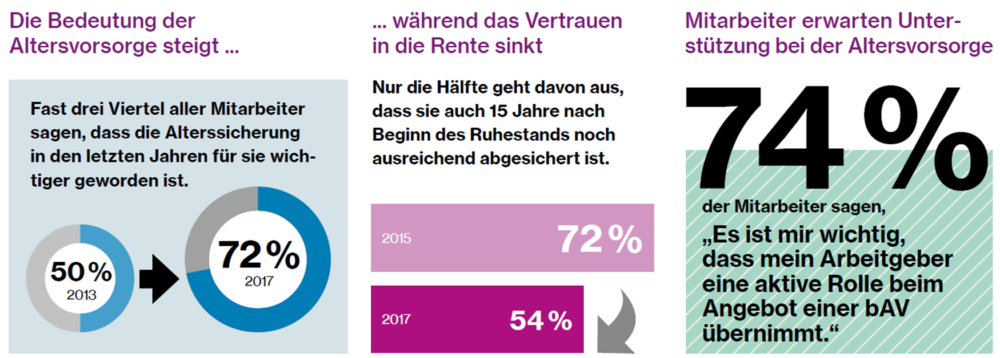 Die Bedeutung der
Altersvorsorge steigt ...
Fast drei Viertel aller Mitarbeiter
sagen, dass die Alterssicherung
in den letzten Jahren für sie wich-
tiger geworden ist.
50 %
2013
72 %
2017
... während das Vertrauen
in die Rente sinkt
Nur die Hälfte geht davon aus,
dass sie auch 15 Jahre nach
Beginn des Ruhestands noch
ausreichend abgesichert ist.
2015 72 %
2017 54 %
Mitarbeiter erwarten Unter-
stützung bei der Altersvorsorge
74 %
der Mitarbeiter sagen,
„Es ist mir wichtig,
dass mein Arbeitgeber
eine aktive Rolle beim
Angebot einer bAV
übernimmt.“